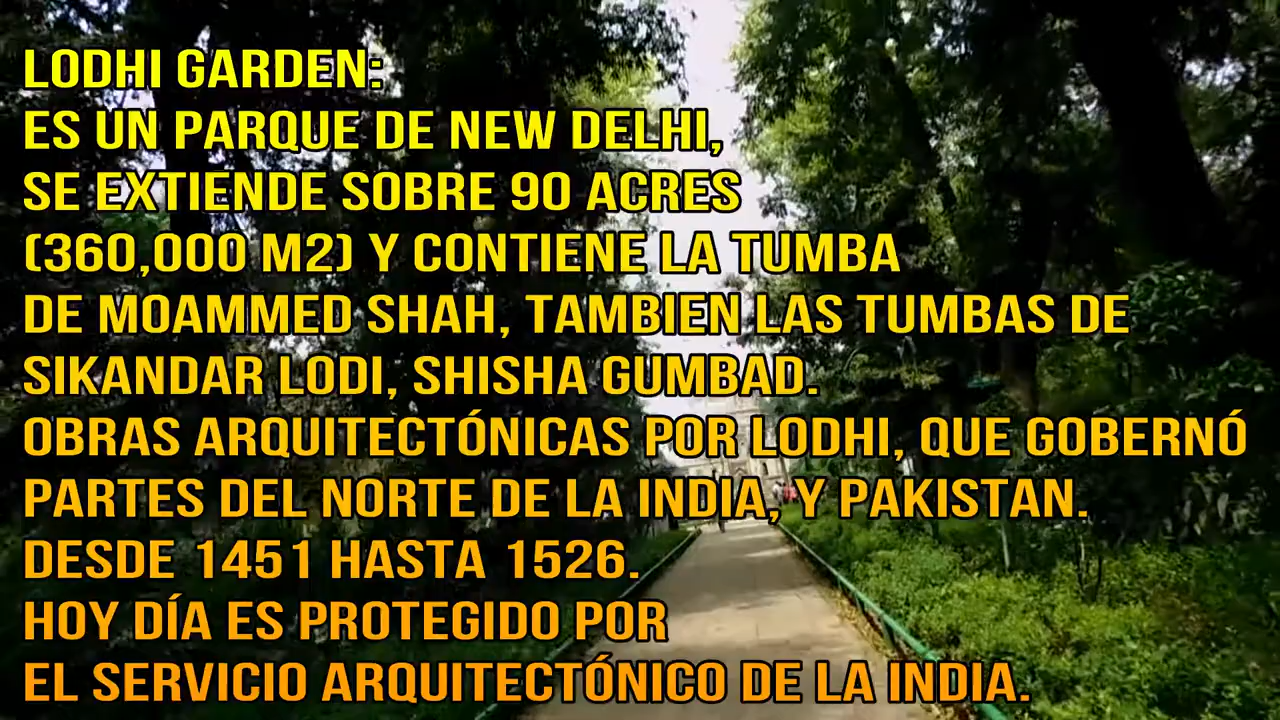 LODHI GARDEN:
ES UN PARQUE DE NEW DELHI,
SE EXTIENDE SOBRE 90 ACRES
(360,000 M2) Y CONTIENE LA TUMBA
DE MOAMMED SHAH, TAMBIEN LAS TUMBAS DE
SIKANDAR LODI, SHISHA GUMBAD.
OBRAS ARQUITECTÓNICAS POR LODHI, QUE GOBERNÓ
PARTES DEL NORTE DE LA INDIA, Y PAKISTAN.
DESDE 1451 HASTA 1526.
HOY DÍA ES PROTEGIDO POR
EL SERVICIO ARQUITECTÓNICO DE LA INDIA.